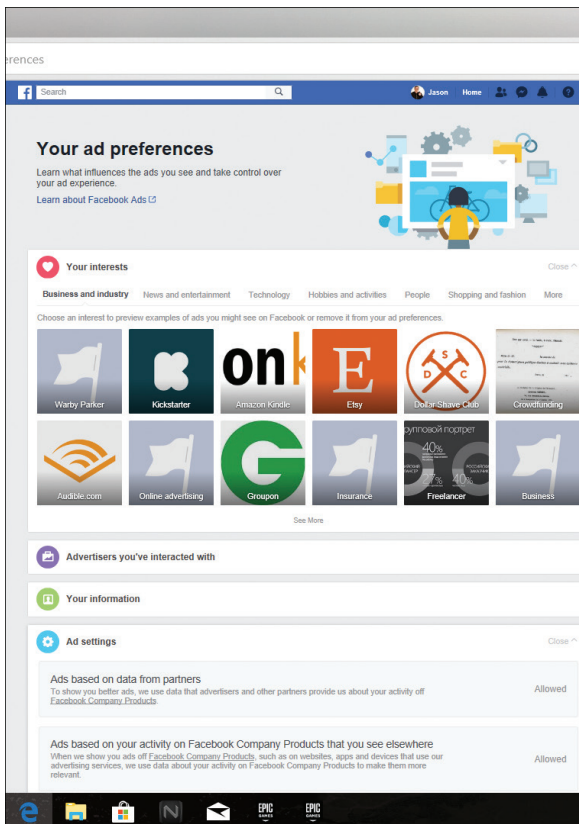 erences
f Search
Jason Home
Your ad preferences
Learn what influences the ads you see and take control over
your ad experience.
Learn about Facebook Ads
Your interests
Close
Business and industry News and entertainment Technology Hobbies and activities People Shopping and fashion More
Choose an interest to preview examples of ads you might see on Facebook or remove it from your ad preferences.
onk
E
D S C
Warby Parker Kickstarter Amazon Kindle Etsy Dollar Shave Club Crowdfunding
G
рупповой портрет
40%
27% 40%
Audible.com Online advertising Groupon Insurance Freelancer Business
See More
Advertisers you've interacted with
Your information
Ad settings
Close
Ads based on data from partners
To show you better ads, we use data that advertisers and other partners provide us about your activity off
Facebook Company Products.
Allowed
Ads based on your activity on Facebook Company Products that you see elsewhere
When we show you ads off Facebook Company Products, such as on websites, apps and devices that use our
advertising services, we use data about your activity on Facebook Company Products to make them more
relevant.
Allowed
EPIC GAMES EPIC GAMES